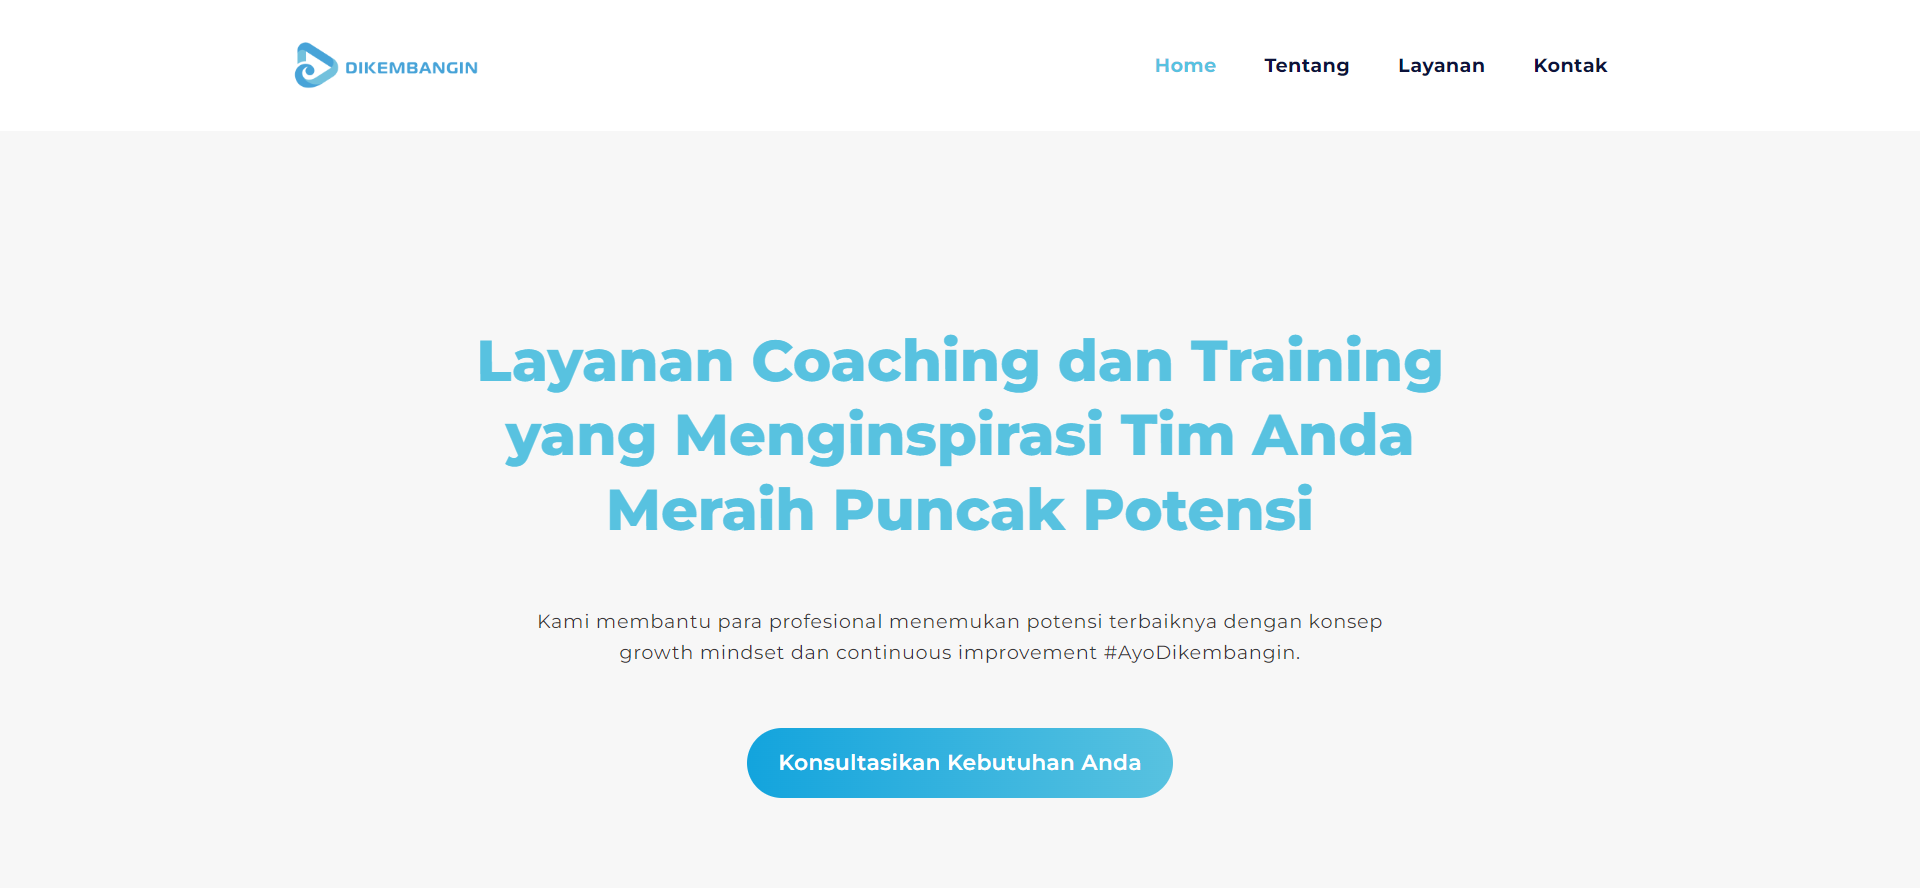 DIKEMBANGIN
Home
Tentang
Layanan
Kontak
Layanan Coaching dan Training
yang Menginspirasi Tim Anda
Meraih Puncak Potensi
Kami membantu para profesional menemukan potensi terbaiknya dengan konsep
growth mindset dan continuous improvement #AyoDikembangin.
Konsultasikan Kebutuhan Anda